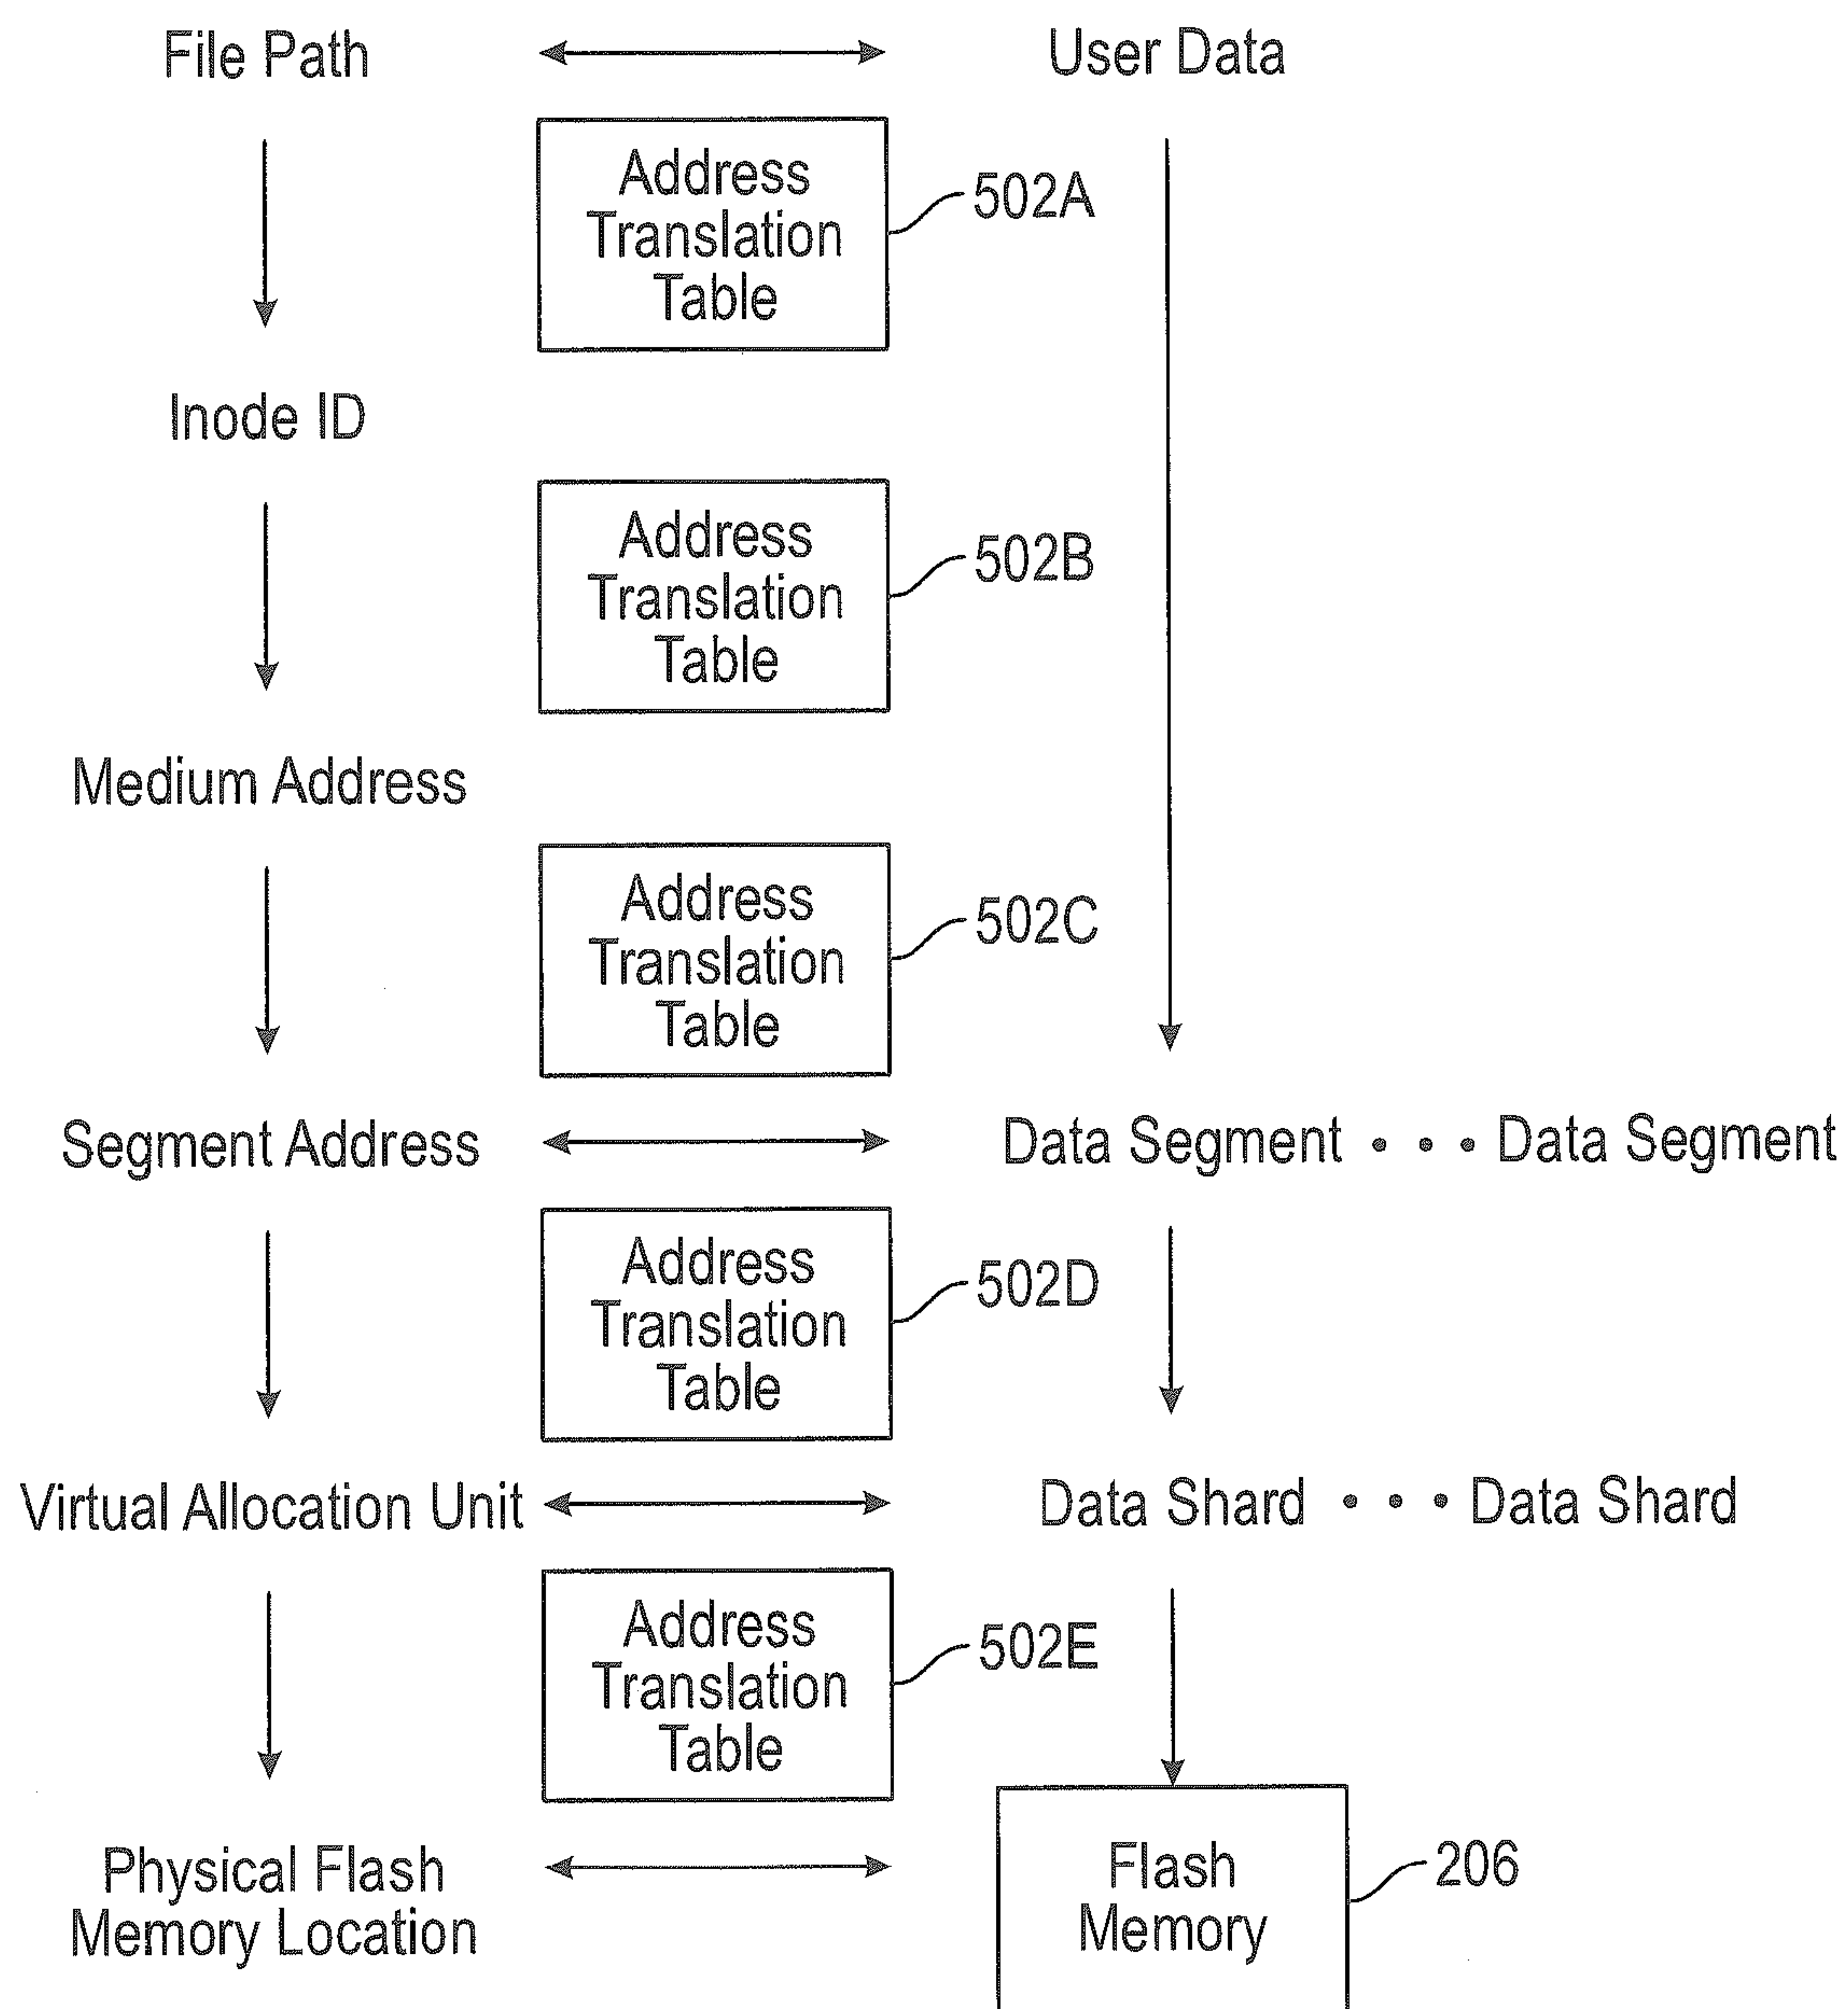 File Path
User Data
Address
Translation
Table
502A
Inode ID
Address
Translation
Table
502B
Medium Address
Address
Translation
Table
502C
Segment Address
Data Segment • • • Data Segment
Address
Translation
Table
502D
Virtual Allocation Unit
Data Shard • • • Data Shard
Address
Translation
Table
502E
Physical Flash
Memory Location
Flash
Memory
206